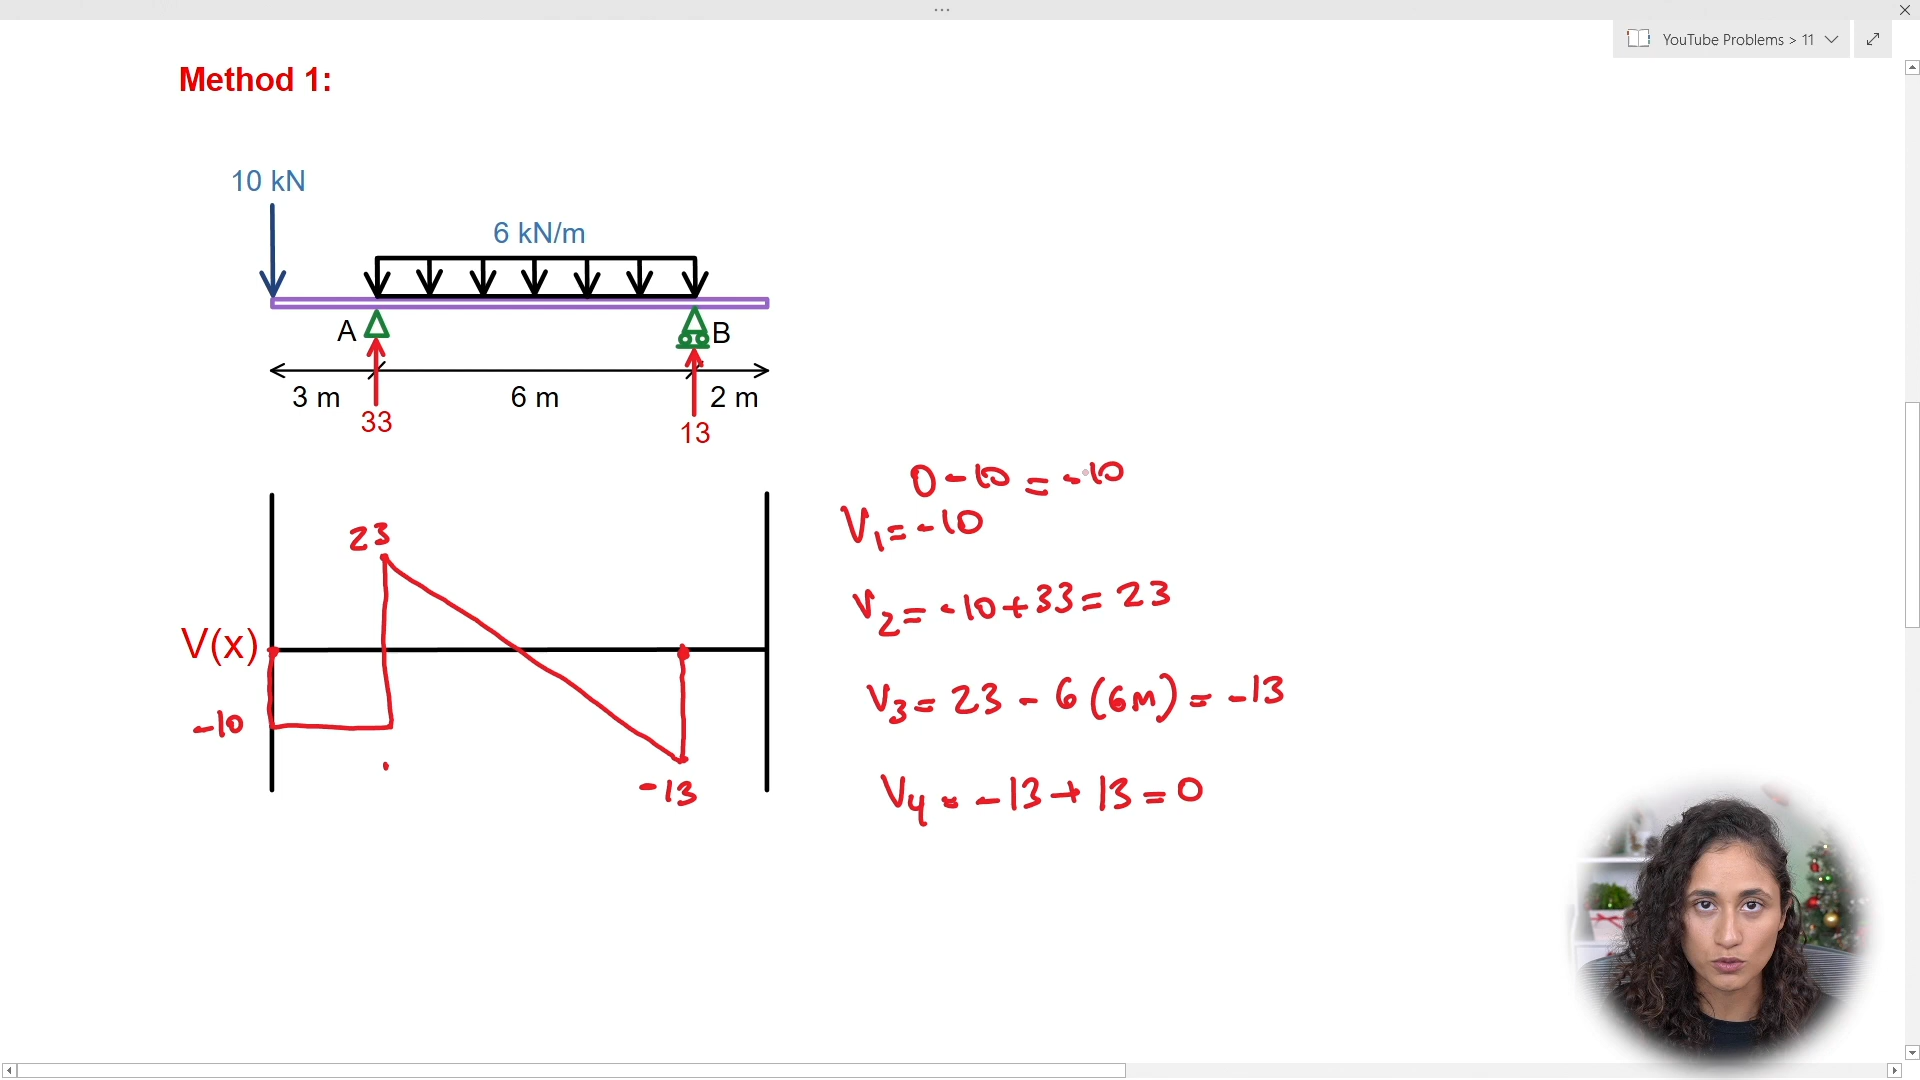 YouTube Problems > 11
Method 1:
10 kN
6 kN/m
A
B
3 m
6 m
2 m
33
13
0 - 10 = -10
V1 = -10
23
V2 = -10 + 33 = 23
V(x)
V3 = 23 - 6 (6m) = -13
-10
-13
V4 = -13 + 13 = 0